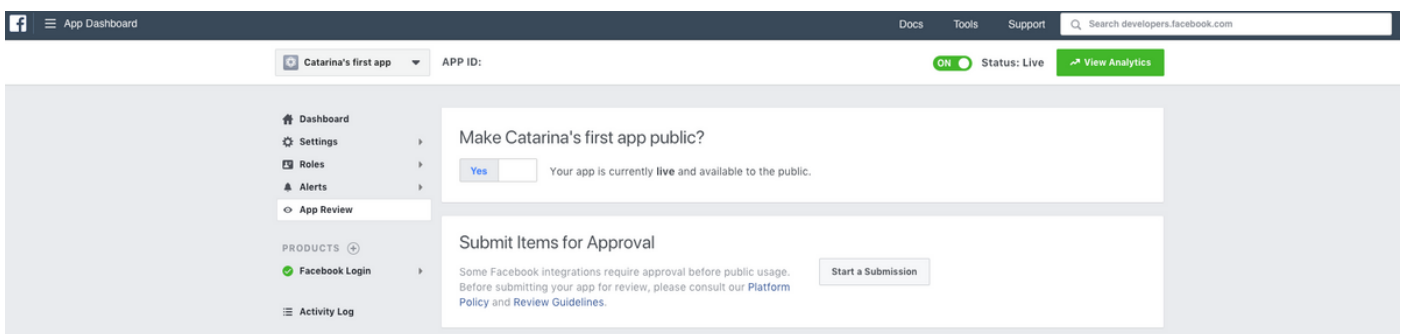 App Dashboard Docs Tools Support Search developers.facebook.com
Catarina's first app APP ID: ON Status: Live View Analytics
Dashboard
Settings
Roles
Alerts
App Review
PRODUCTS
Facebook Login
Activity Log
Make Catarina's first app public?
Yes Your app is currently live and available to the public.
Submit Items for Approval
Some Facebook integrations require approval before public usage.
Before submitting your app for review, please consult our Platform
Policy and Review Guidelines.
Start a Submission